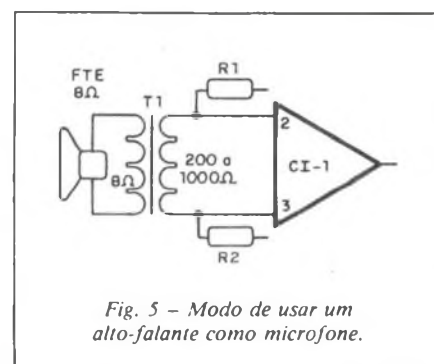 FTE
8Ω
T1
R1
8Ω
200 a
1000Ω
2
CI-1
3
R2
Fig. 5 – Modo de usar um
alto-falante como microfone.